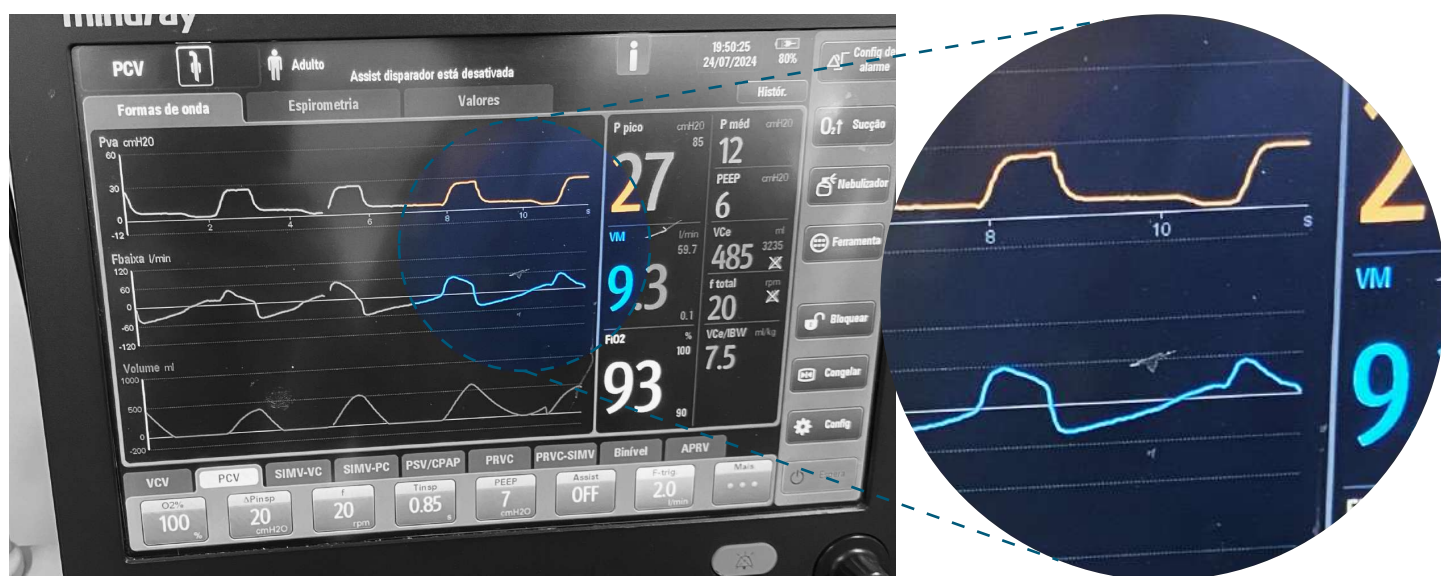 mindray
PCV
Adulto
Assist disparador está desativada
i
19:50:25
24/07/2024
80%
Config de
alarme
Formas de onda
Espirometria
Valores
Histór.
Pva cmH20
60
30
0
-12
2
4
6
8
10
s
Fbaixa l/min
120
60
0
-60
-120
Volume ml
1000
500
0
-200
P pico cmH20
85
27
P méd cmH20
12
PEEP cmH20
6
VM l/min
59.7
9.3
0.1
VCe ml
485 3235
f total rpm
20
FiO2 %
100
93
90
VCe/IBW ml/kg
7.5
O2↑ Sucção
Nebulizador
Ferramenta
Bloquear
Congelar
Config
VCV
PCV
SIMV-VC
SIMV-PC
PSV/CPAP
PRVC
PRVC-SIMV
Binível
APRV
O2%
100
%
ΔPinsp
20
cmH2O
f
20
rpm
Tinsp
0.85
s
PEEP
7
cmH2O
Assist
OFF
F-trig
2.0
l/min
Mais
8
10
s
VM
9